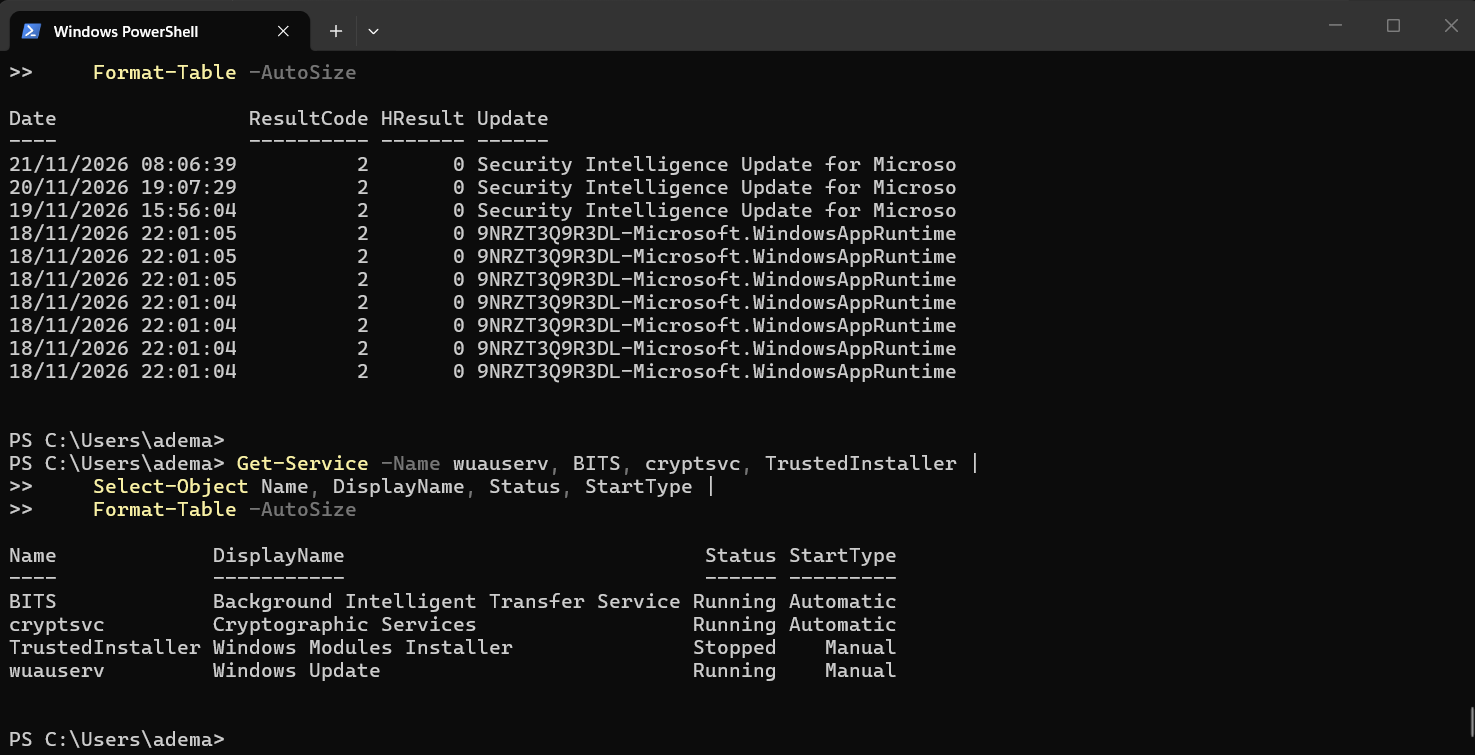 Windows PowerShell
>>     Format-Table -AutoSize
Date                ResultCode HResult Update
----                ---------- ------- ------
21/11/2026 08:06:39          2       0 Security Intelligence Update for Microso
20/11/2026 19:07:29          2       0 Security Intelligence Update for Microso
19/11/2026 15:56:04          2       0 Security Intelligence Update for Microso
18/11/2026 22:01:05          2       0 9NRZT3Q9R3DL-Microsoft.WindowsAppRuntime
18/11/2026 22:01:05          2       0 9NRZT3Q9R3DL-Microsoft.WindowsAppRuntime
18/11/2026 22:01:05          2       0 9NRZT3Q9R3DL-Microsoft.WindowsAppRuntime
18/11/2026 22:01:04          2       0 9NRZT3Q9R3DL-Microsoft.WindowsAppRuntime
18/11/2026 22:01:04          2       0 9NRZT3Q9R3DL-Microsoft.WindowsAppRuntime
18/11/2026 22:01:04          2       0 9NRZT3Q9R3DL-Microsoft.WindowsAppRuntime
18/11/2026 22:01:04          2       0 9NRZT3Q9R3DL-Microsoft.WindowsAppRuntime
PS C:\Users\adema>
PS C:\Users\adema> Get-Service -Name wuauserv, BITS, cryptsvc, TrustedInstaller |
>>     Select-Object Name, DisplayName, Status, StartType |
>>     Format-Table -AutoSize
Name             DisplayName                              Status StartType
----             -----------                              ------ ---------
BITS             Background Intelligent Transfer Service Running Automatic
cryptsvc         Cryptographic Services                  Running Automatic
TrustedInstaller Windows Modules Installer               Stopped    Manual
wuauserv         Windows Update                          Running    Manual
PS C:\Users\adema>